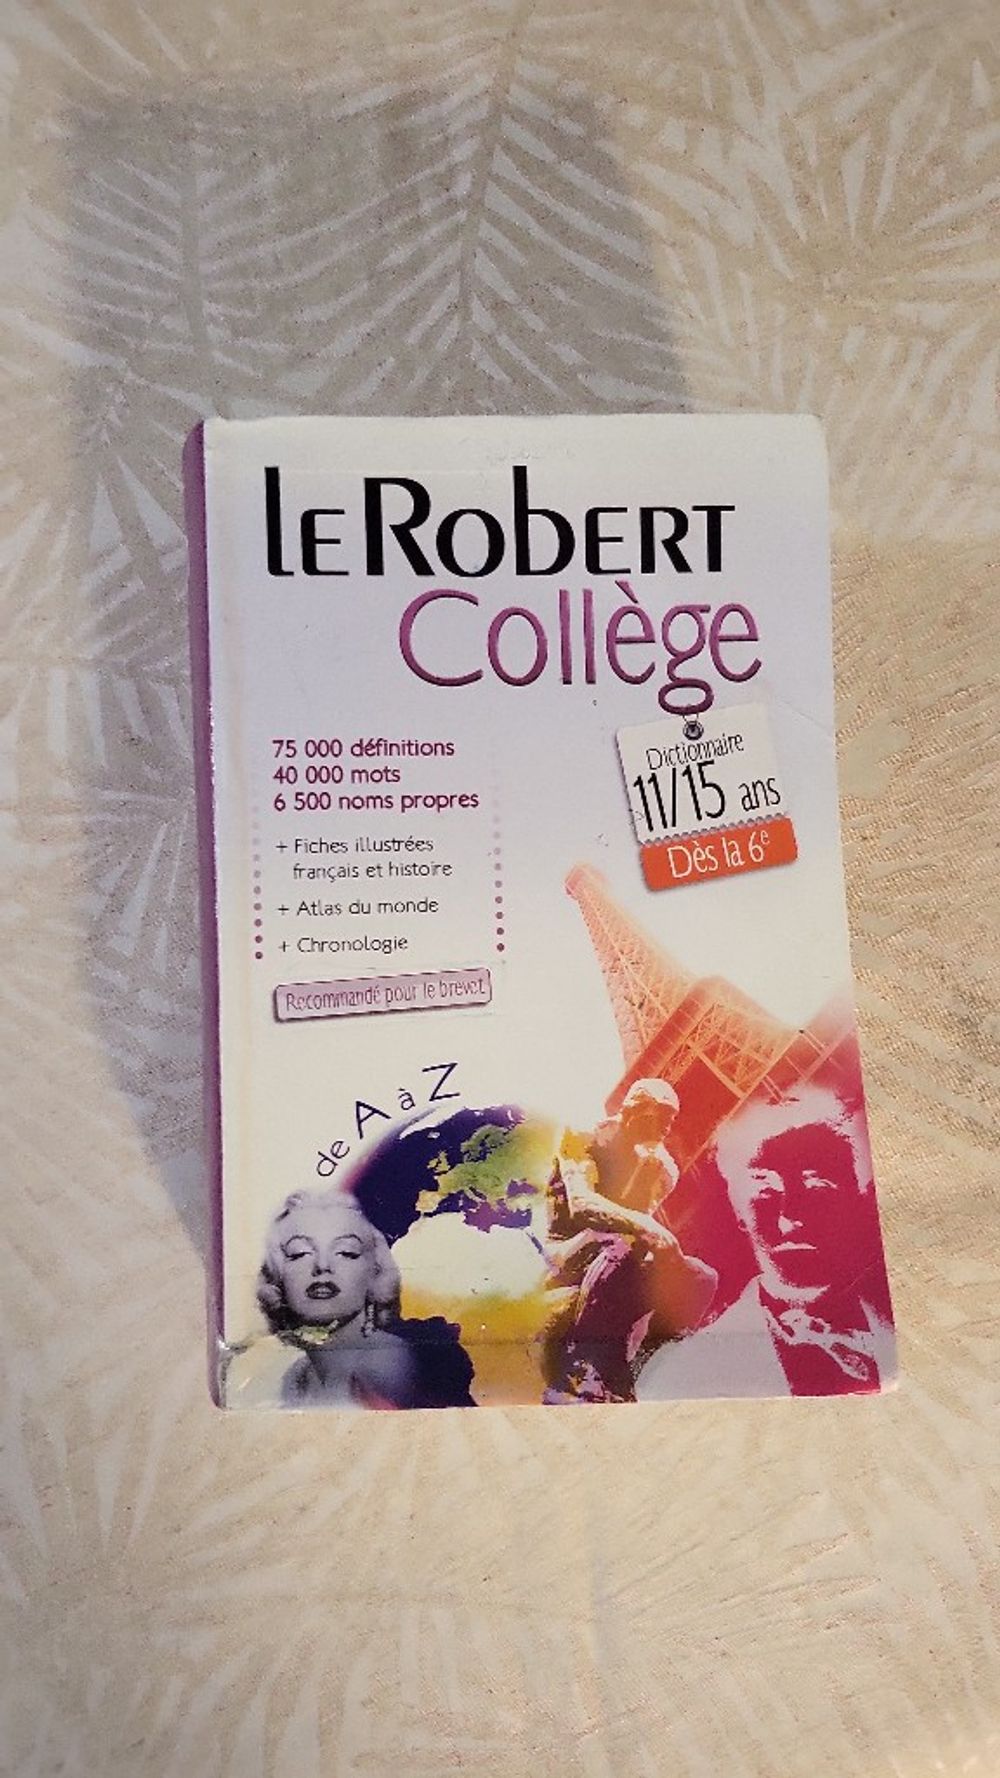 le Robert
Collège
75 000 définitions
40 000 mots
6 500 noms propres
+ Fiches illustrées
français et histoire
+ Atlas du monde
+ Chronologie
Recommandé pour le brevet
Dictionnaire
11/15 ans
Dès la 6e
de A à Z